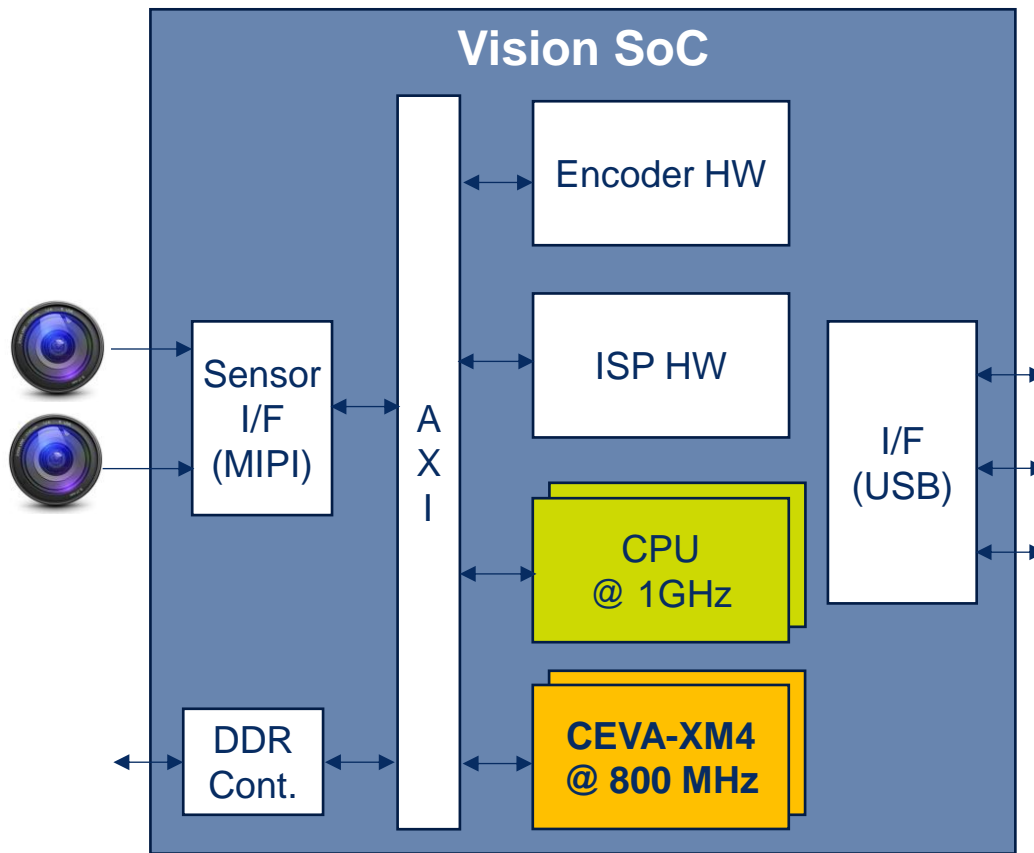 Vision SoC
Encoder HW
ISP HW
Sensor
I/F
(MIPI)
A
X
I
I/F
(USB)
CPU
@ 1GHz
DDR
Cont.
CEVA-XM4
@ 800 MHz